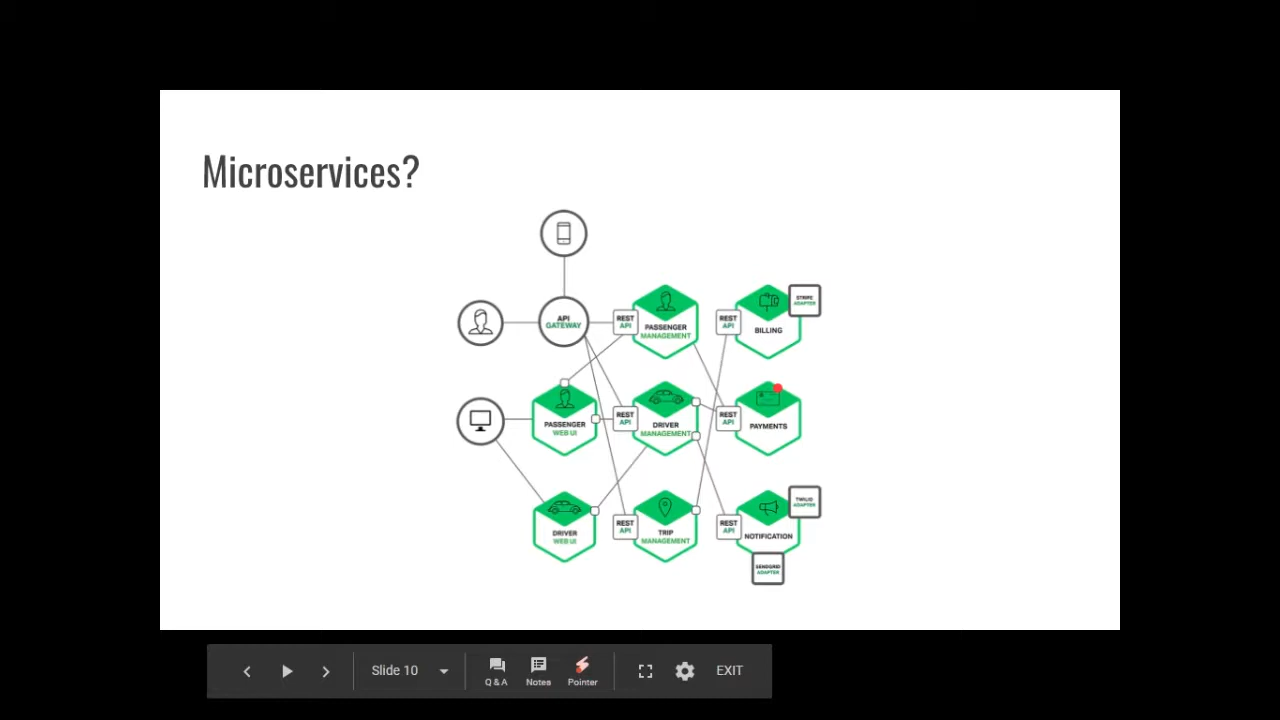 Microservices?
API
GATEWAY
REST
API
PASSENGER
MANAGEMENT
REST
API
BILLING
STRIPE
ADAPTER
PASSENGER
WEB UI
REST
API
DRIVER
MANAGEMENT
REST
API
PAYMENTS
DRIVER
WEB UI
REST
API
TRIP
MANAGEMENT
REST
API
NOTIFICATION
TWILIO
ADAPTER
SENDGRID
ADAPTER
Slide 10
Q & A
Notes
Pointer
EXIT